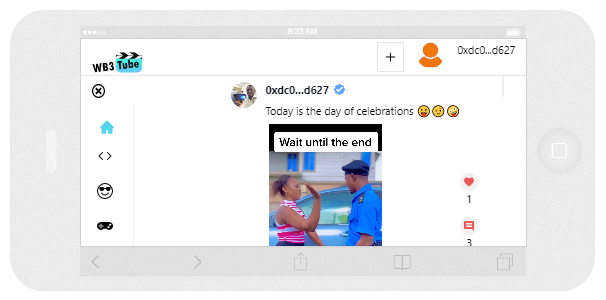 8:33 AM
WB3 Tube
+
0xdc0...d627
0xdc0...d627
Today is the day of celebrations 😛😉🤪
Wait until the end
1
3